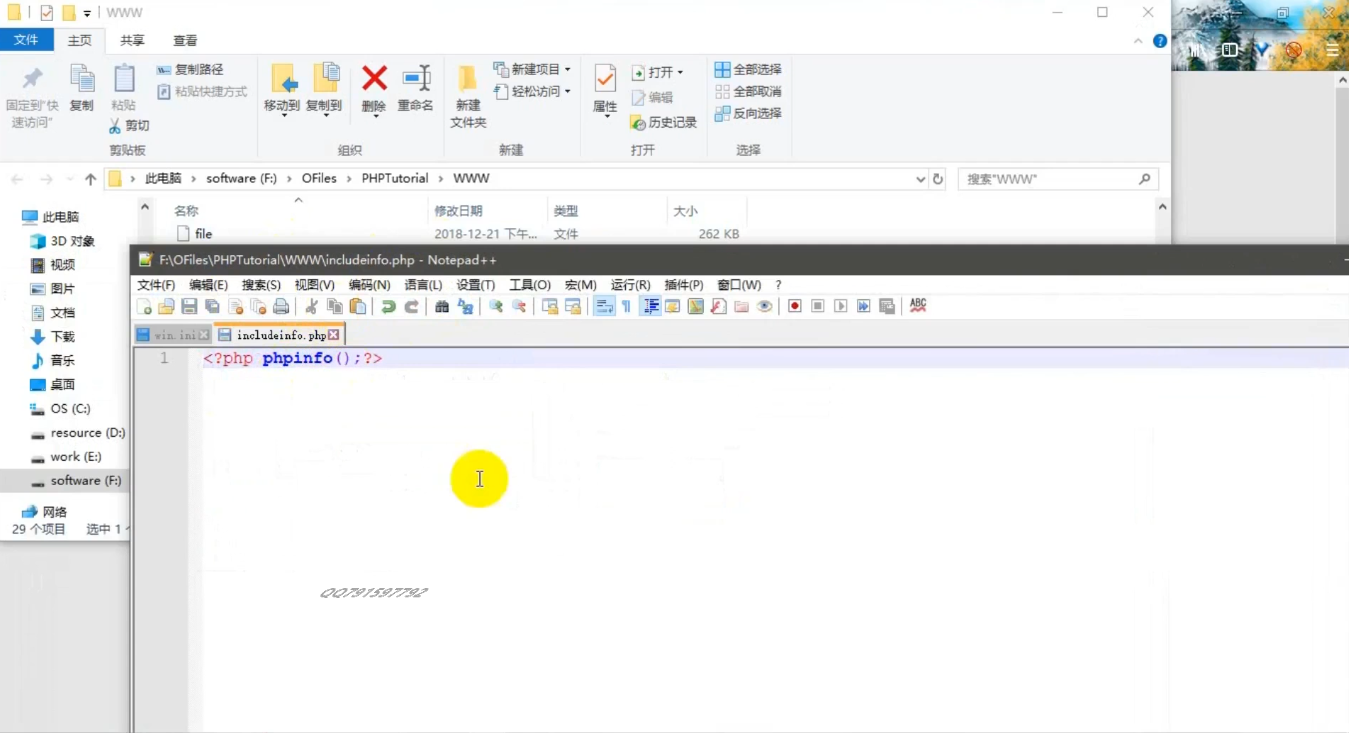 WWW
文件 主页 共享 查看
固定到"快速访问" 复制 粘贴 复制路径 粘贴快捷方式 剪切 移动到 复制到 删除 重命名 新建文件夹 新建项目 轻松访问 属性 打开 编辑 历史记录 全部选择 全部取消 反向选择
剪贴板 组织 新建 打开 选择
此电脑 › software (F:) › OFiles › PHPTutorial › WWW 搜索"WWW"
名称 修改日期 类型 大小
file 2018-12-21 下午... 文件 262 KB
此电脑
3D 对象
视频
图片
文档
下载
音乐
桌面
OS (C:)
resource (D:)
work (E:)
software (F:)
网络
29 个项目 选中 1
F:\OFiles\PHPTutorial\WWW\includeinfo.php - Notepad++
文件(F) 编辑(E) 搜索(S) 视图(V) 编码(N) 语言(L) 设置(T) 工具(O) 宏(M) 运行(R) 插件(P) 窗口(W) ?
ABC
win.ini includeinfo.php
1 <?php phpinfo();?>
QQ791597792